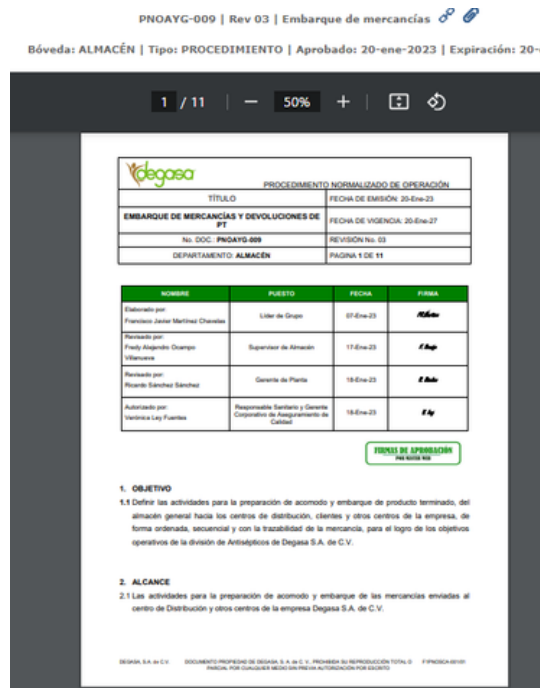 PNOAYG-009 | Rev 03 | Embarque de mercancías
Bóveda: ALMACÉN | Tipo: PROCEDIMIENTO | Aprobado: 20-ene-2023 | Expiración: 20-
1 / 11 | — 50% + |
degasa
PROCEDIMIENTO NORMALIZADO DE OPERACIÓN
TÍTULO
FECHA DE EMISIÓN: 20-Ene-23
EMBARQUE DE MERCANCÍAS Y DEVOLUCIONES DE
PT
FECHA DE VIGENCIA: 20-Ene-27
No. DOC.: PNOAYG-009
REVISIÓN No. 03
DEPARTAMENTO: ALMACÉN
PAGINA 1 DE 11
NOMBRE PUESTO FECHA FIRMA
Elaborado por:
Francisco Javier Martínez Chavelas
Líder de Grupo
07-Ene-23
Revisado por:
Fredy Alejandro Ocampo
Villanueva
Supervisor de Almacén
17-Ene-23
Revisado por:
Ricardo Sánchez Sánchez
Gerente de Planta
18-Ene-23
Autorizado por:
Verónica Ley Fuentes
Responsable Sanitario y Gerente
Corporativo de Aseguramiento de
Calidad
18-Ene-23
FIRMAS DE APROBACIÓN
POR MASTER WEB
1. OBJETIVO
1.1 Definir las actividades para la preparación de acomodo y embarque de producto terminado, del
almacén general hacia los centros de distribución, clientes y otros centros de la empresa, de
forma ordenada, secuencial y con la trazabilidad de la mercancía, para el logro de los objetivos
operativos de la división de Antisépticos de Degasa S.A. de C.V.
2. ALCANCE
2.1 Las actividades para la preparación de acomodo y embarque de las mercancías enviadas al
centro de Distribución y otros centros de la empresa Degasa S.A. de C.V.
DEGASA, S.A. de C.V. DOCUMENTO PROPIEDAD DE DEGASA, S. A. de C. V., PROHIBIDA SU REPRODUCCIÓN TOTAL O F1PNOSCA-001/01
PARCIAL POR CUALQUIER MEDIO SIN PREVIA AUTORIZACIÓN POR ESCRITO